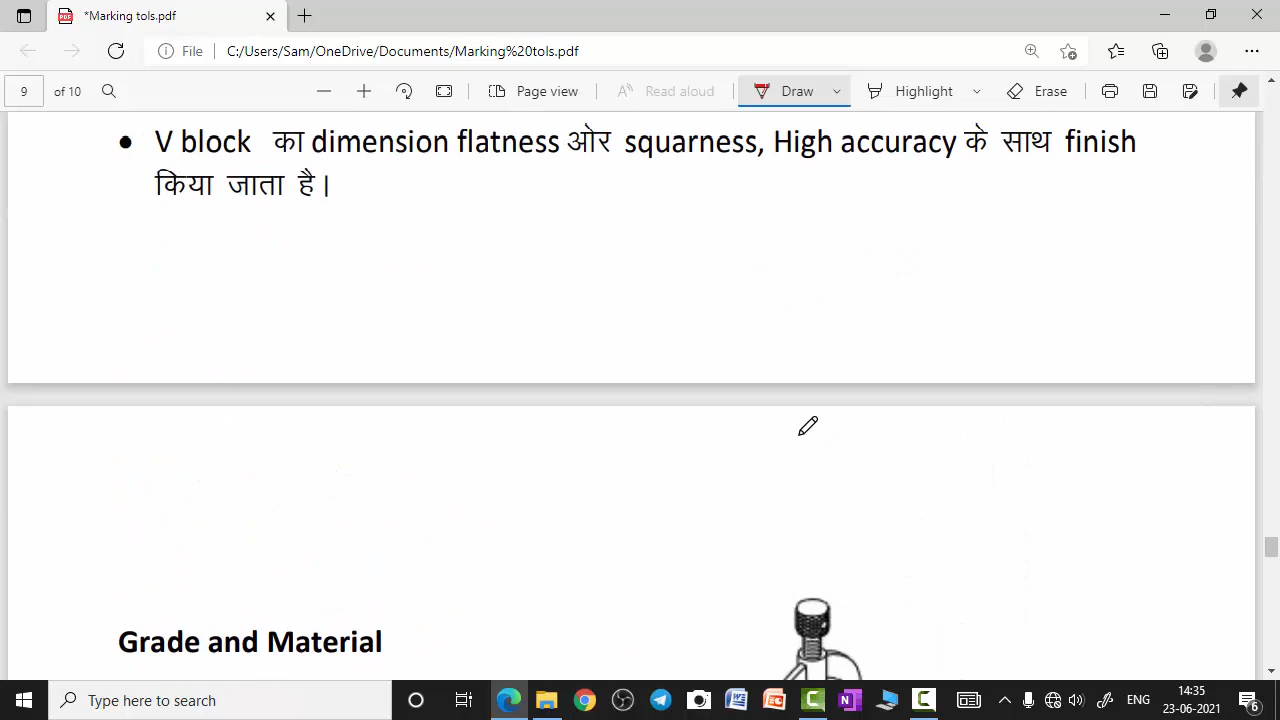 *Marking tols.pdf
File C:/Users/Sam/OneDrive/Documents/Marking%20tols.pdf
9 of 10 Page view Read aloud Draw Highlight Erase
V block का dimension flatness ओर squarness, High accuracy के साथ finish
किया जाता है।
Grade and Material
Type here to search
ENG
14:35
23-06-2021
6